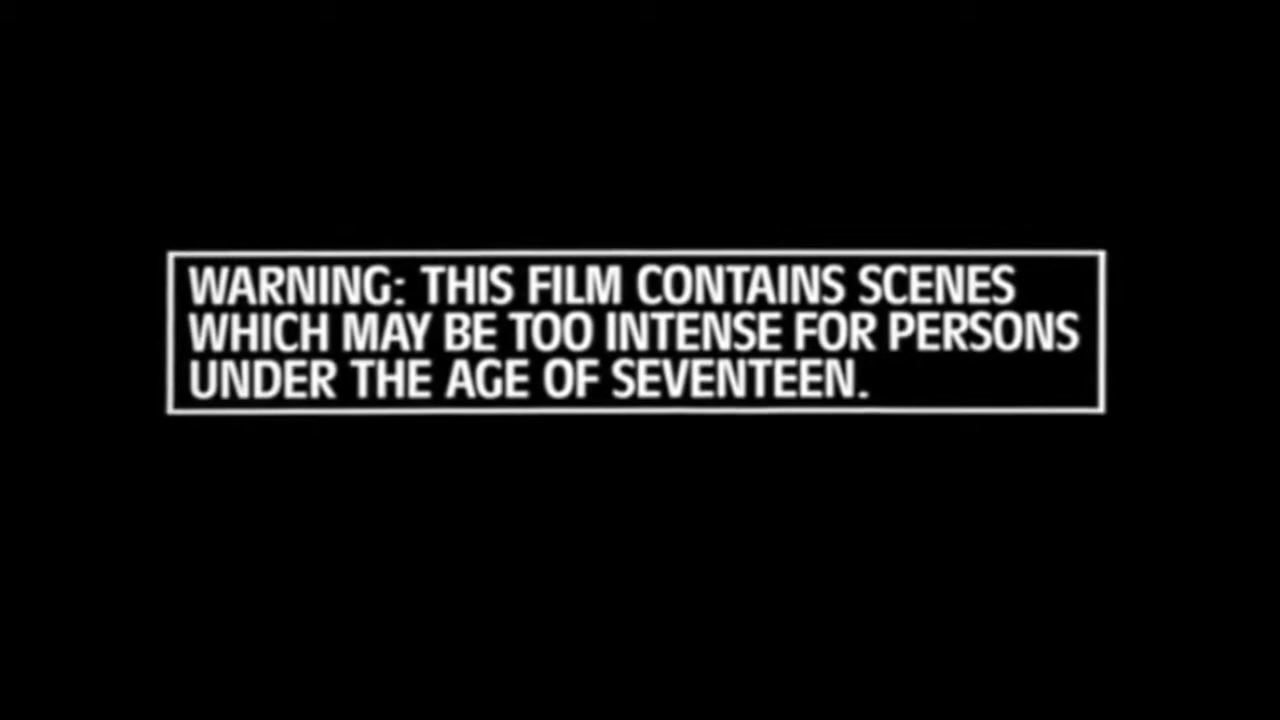 WARNING: THIS FILM CONTAINS SCENES
WHICH MAY BE TOO INTENSE FOR PERSONS
UNDER THE AGE OF SEVENTEEN.